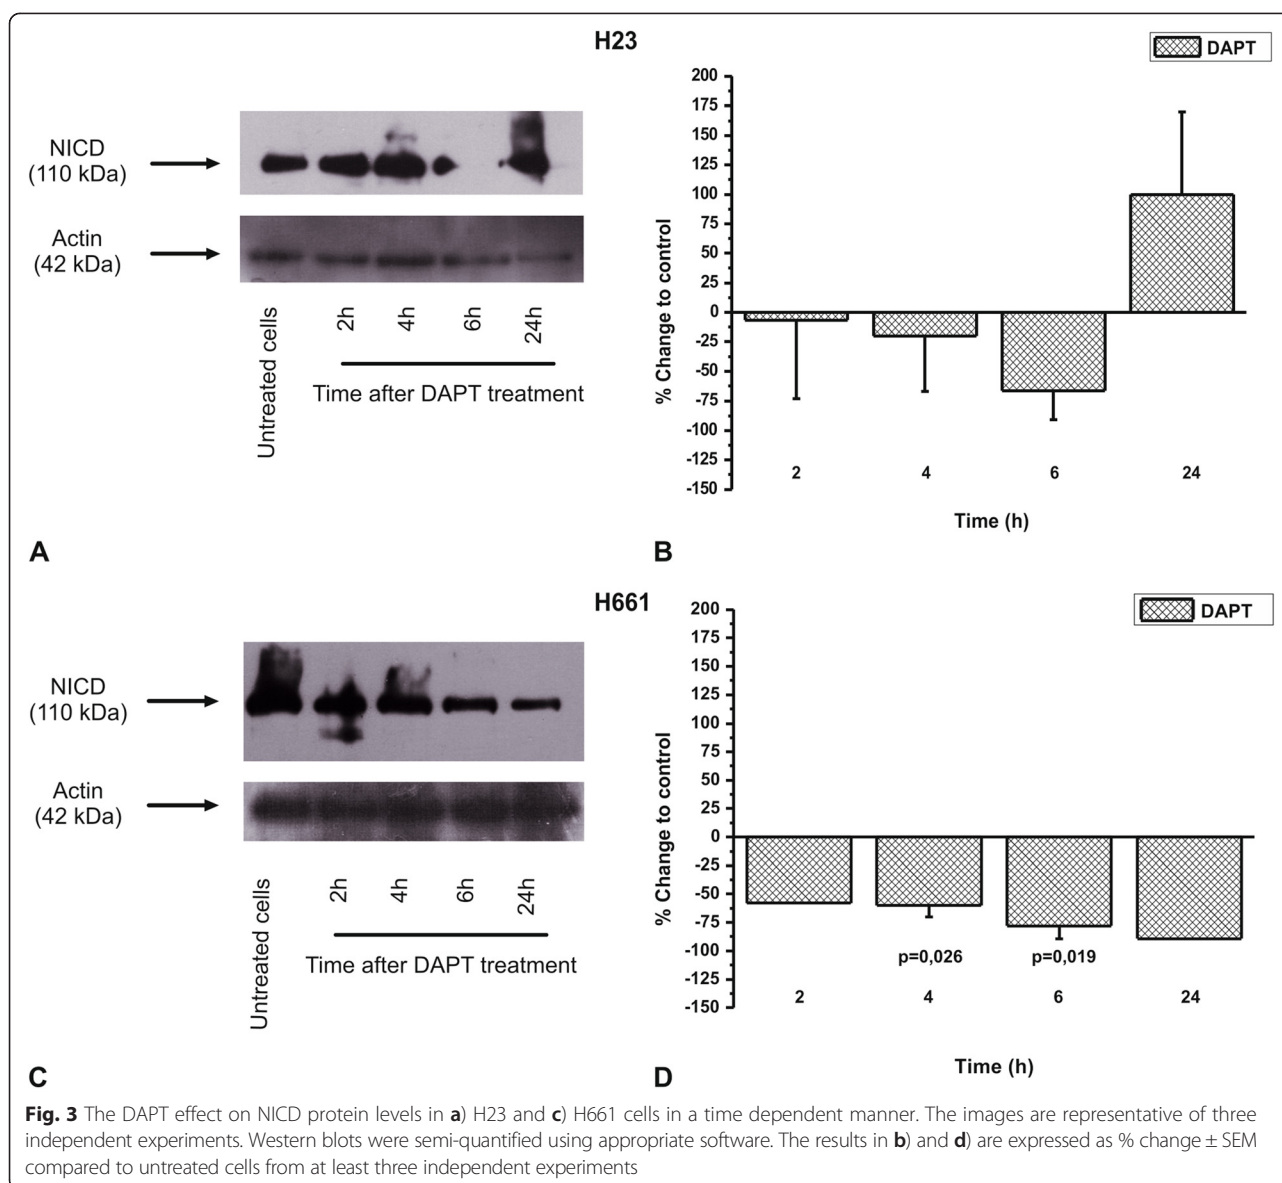 H23
NICD
(110 kDa)
Actin
(42 kDa)
Untreated cells
2h
4h
6h
24h
Time after DAPT treatment
A
DAPT
% Change to control
200
175
150
125
100
75
50
25
0
-25
-50
-75
-100
-125
-150
2 4 6 24
Time (h)
B
H661
NICD
(110 kDa)
Actin
(42 kDa)
Untreated cells
2h
4h
6h
24h
Time after DAPT treatment
C
DAPT
% Change to control
200
175
150
125
100
75
50
25
0
-25
-50
-75
-100
-125
-150
p=0,026 p=0,019
2 4 6 24
Time (h)
D
Fig. 3 The DAPT effect on NICD protein levels in a) H23 and c) H661 cells in a time dependent manner. The images are representative of three
independent experiments. Western blots were semi-quantified using appropriate software. The results in b) and d) are expressed as % change ± SEM
compared to untreated cells from at least three independent experiments